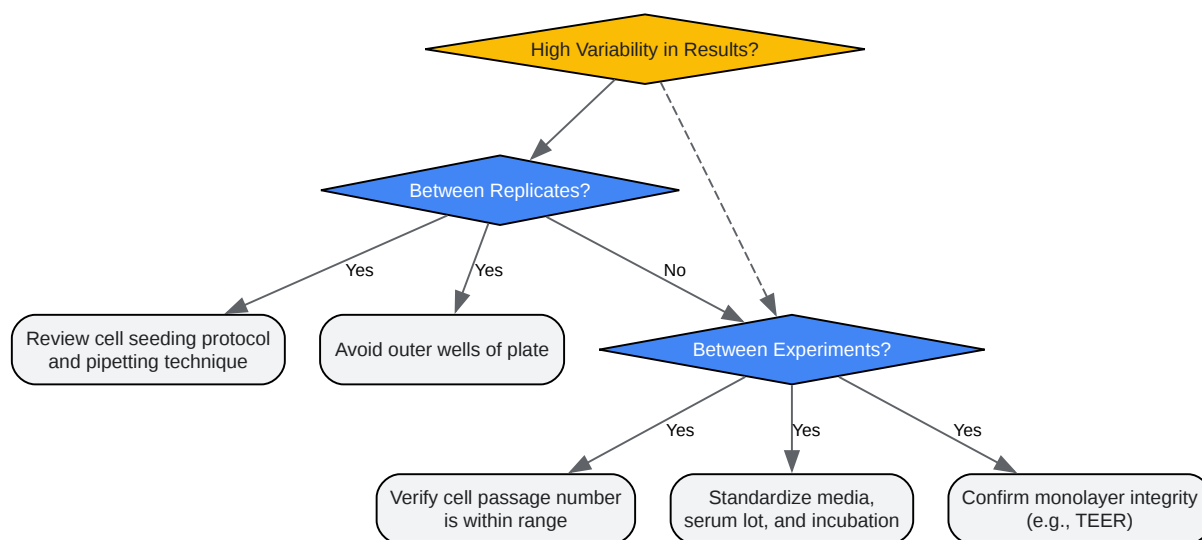 High Variability in Results?
Between Replicates?
Yes
Yes
No
Review cell seeding protocol
and pipetting technique
Avoid outer wells of plate
Between Experiments?
Yes
Yes
Yes
Verify cell passage number
is within range
Standardize media,
serum lot, and incubation
Confirm monolayer integrity
(e.g., TEER)